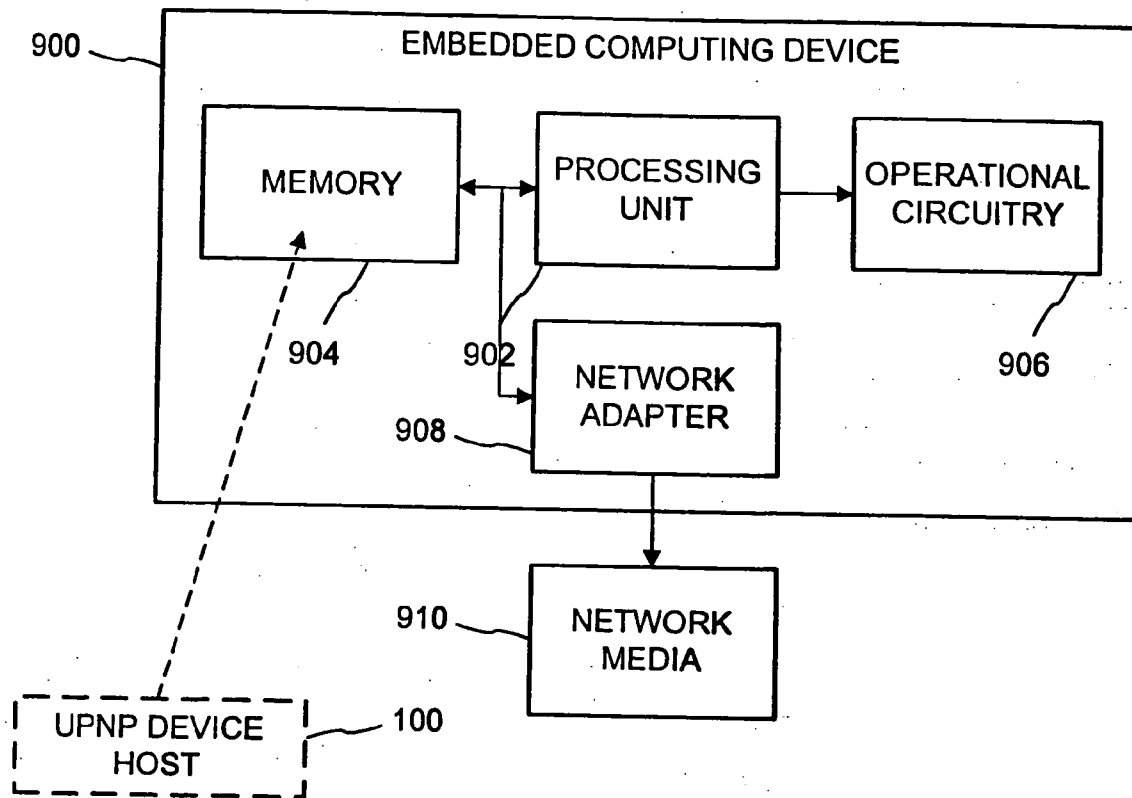 900
EMBEDDED COMPUTING DEVICE
MEMORY
PROCESSING
UNIT
OPERATIONAL
CIRCUITRY
904
902
906
NETWORK
ADAPTER
908
910
NETWORK
MEDIA
UPNP DEVICE
HOST
100